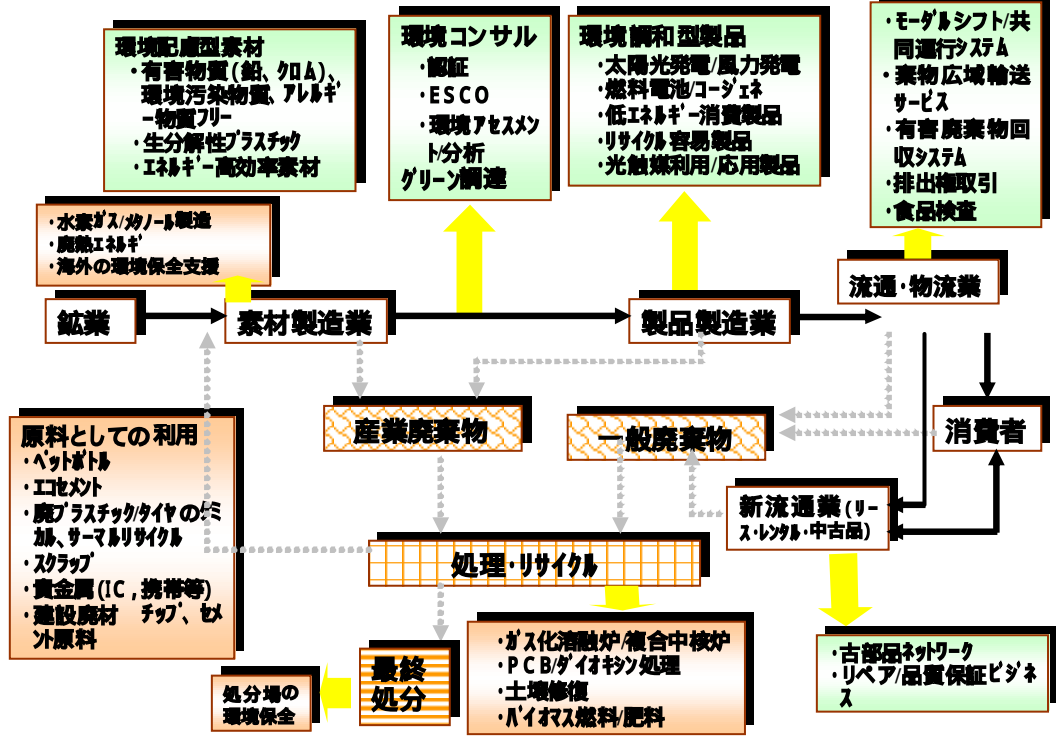 環境配慮型素材
・有害物質(鉛、クロム)、
環境汚染物質、アレルギ
ー物質フリー
・生分解性プラスチック
・エネルギー高効率素材
環境コンサル
・認証
・ESCO
・環境アセスメン
ト/分析
グリーン調達
環境調和型製品
・太陽光発電/風力発電
・燃料電池/コージェネ
・低エネルギー消費製品
・リサイクル容易製品
・光触媒利用/応用製品
・モーダルシフト/共
同運行システム
・棄物広域輸送
サービス
・有害廃棄物回
収システム
・排出権取引
・食品検査
・水素ガス/メタノール製造
・廃熱エネルギ
・海外の環境保全支援
流通・物流業
鉱業
素材製造業
製品製造業
産業廃棄物
一般廃棄物
消費者
原料としての利用
・ペットボトル
・エコセメント
・廃プラスチック/タイヤのケミ
カル、サーマルリサイクル
・スクラップ
・貴金属(IC,携帯等)
・建設廃材 チップ、セメ
ント原料
新流通業(リー
ス・レンタル・中古品)
処理・リサイクル
・ガス化溶融炉/複合中核炉
・PCB/ダイオキシン処理
・土壌修復
・バイオマス燃料/肥料
・古部品ネットワーク
・リペア/品質保証ビジネ
ス
最終
処分
処分場の
環境保全